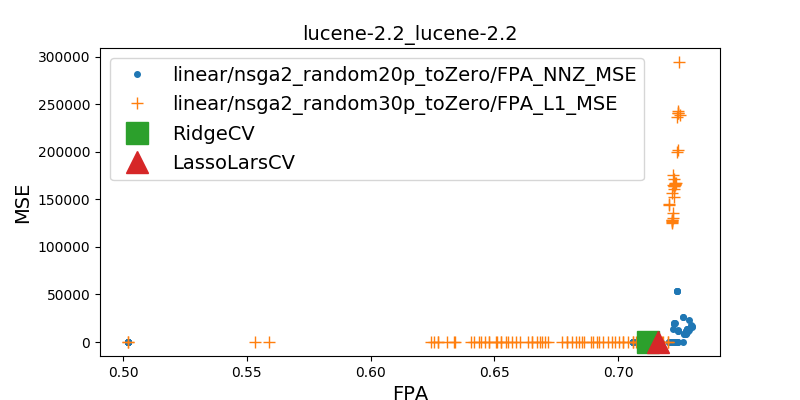 lucene-2.2_lucene-2.2
300000
250000
200000
150000
100000
50000
0
MSE
linear/nsga2_random20p_toZero/FPA_NNZ_MSE
linear/nsga2_random30p_toZero/FPA_L1_MSE
RidgeCV
LassoLarsCV
0.50 0.55 0.60 0.65 0.70
FPA